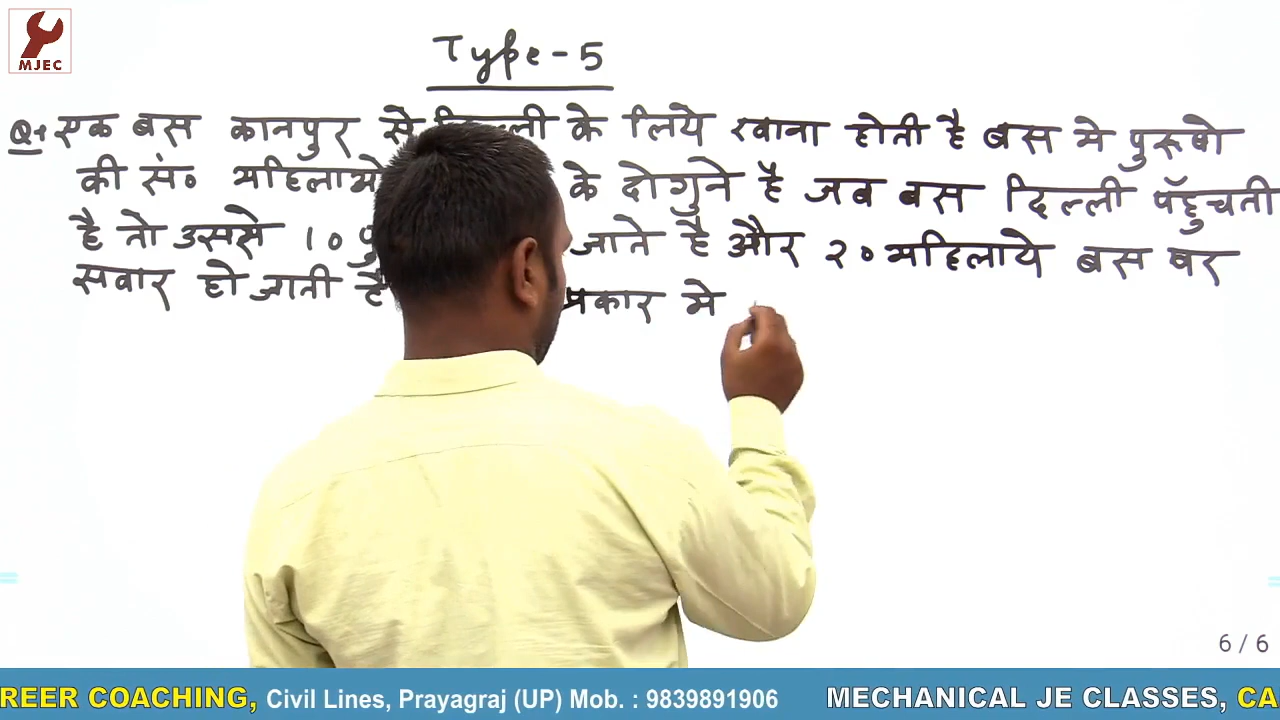 MJEC
Type-5
Q→ एक बस कानपुर से दिल्ली के लिये रवाना होती है बस मे पुरूषो
की सं० महिलाओ के दोगुने है जब बस दिल्ली पॅहुचती
है तो उससे 10 जाते है और 20 महिलाये बस पर
सवार हो जाती है प्रकार मे
6 / 6
REER COACHING, Civil Lines, Prayagraj (UP) Mob. : 9839891906 MECHANICAL JE CLASSES, CA